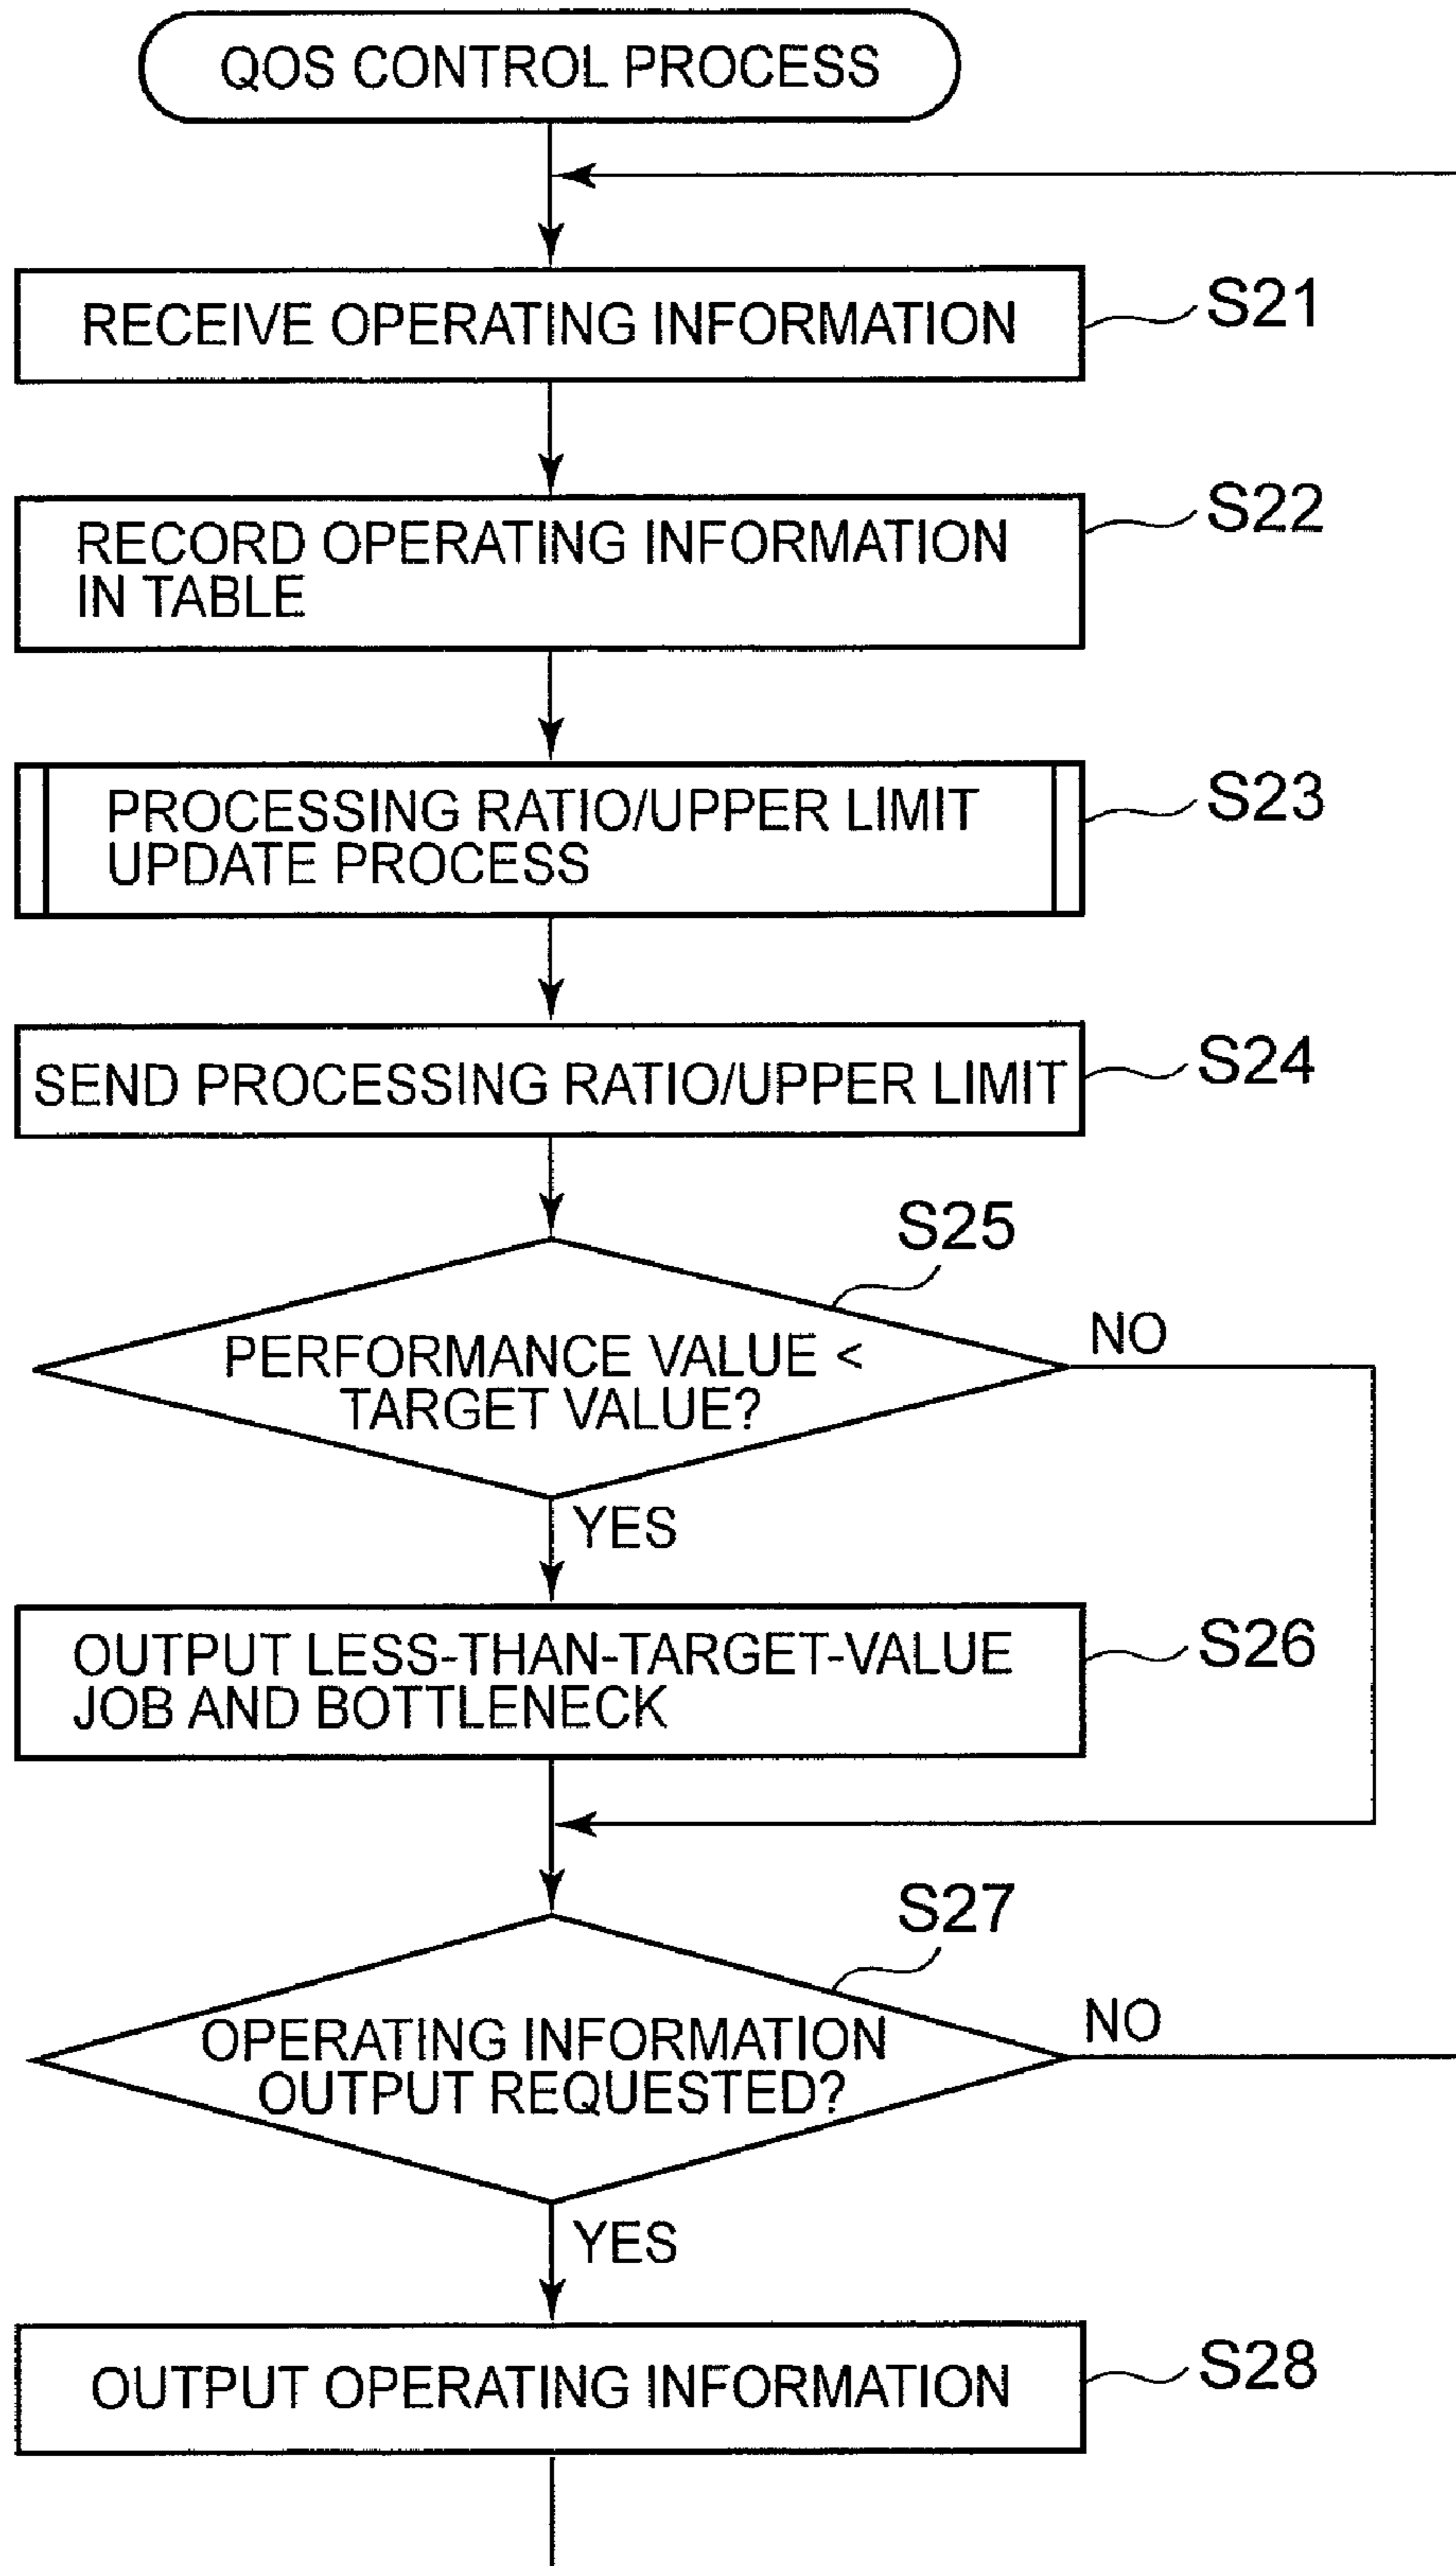 QOS CONTROL PROCESS
RECEIVE OPERATING INFORMATION
S21
RECORD OPERATING INFORMATION
IN TABLE
S22
PROCESSING RATIO/UPPER LIMIT
UPDATE PROCESS
S23
SEND PROCESSING RATIO/UPPER LIMIT
S24
S25
PERFORMANCE VALUE <
TARGET VALUE?
NO
YES
OUTPUT LESS-THAN-TARGET-VALUE
JOB AND BOTTLENECK
S26
S27
OPERATING INFORMATION
OUTPUT REQUESTED?
NO
YES
OUTPUT OPERATING INFORMATION
S28